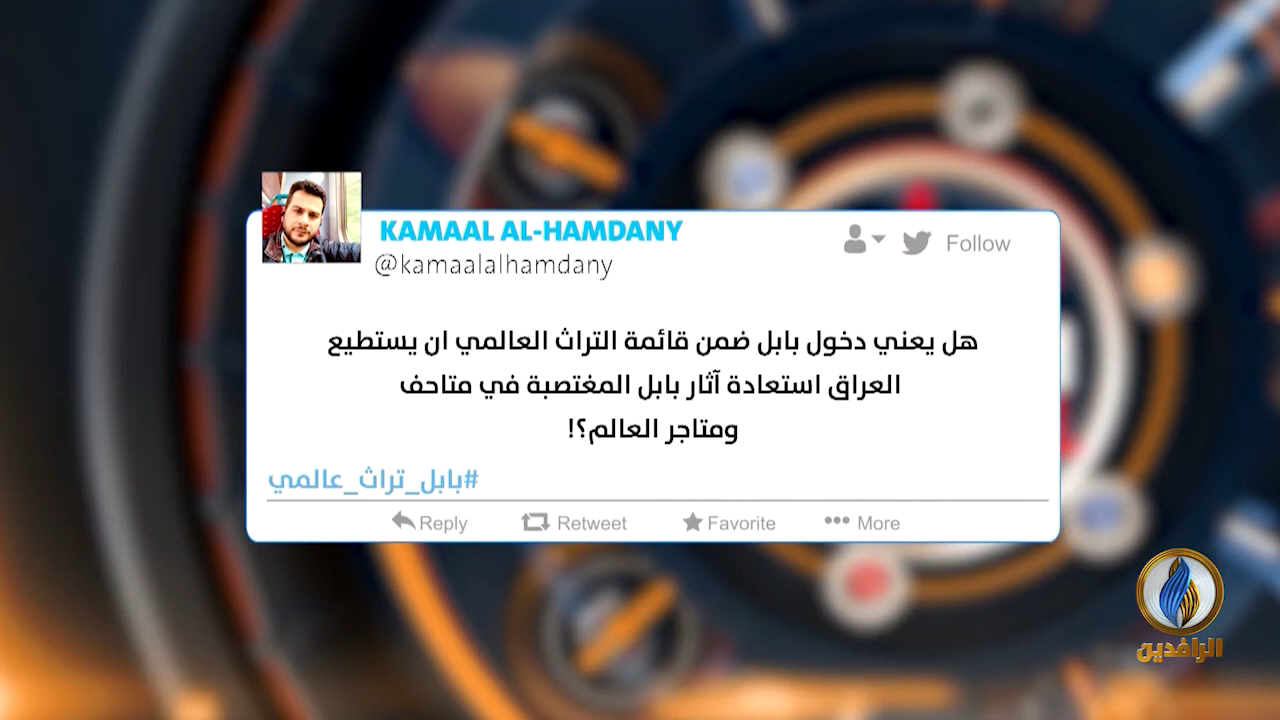 KAMAAL AL-HAMDANY
@kamaalalhamdany
Follow
هل يعني دخول بابل ضمن قائمة التراث العالمي ان يستطيع
العراق استعادة آثار بابل المغتصبة في متاحف
ومتاجر العالم؟!
#بابل_تراث_عالمي
Reply Retweet Favorite More
الرافدين